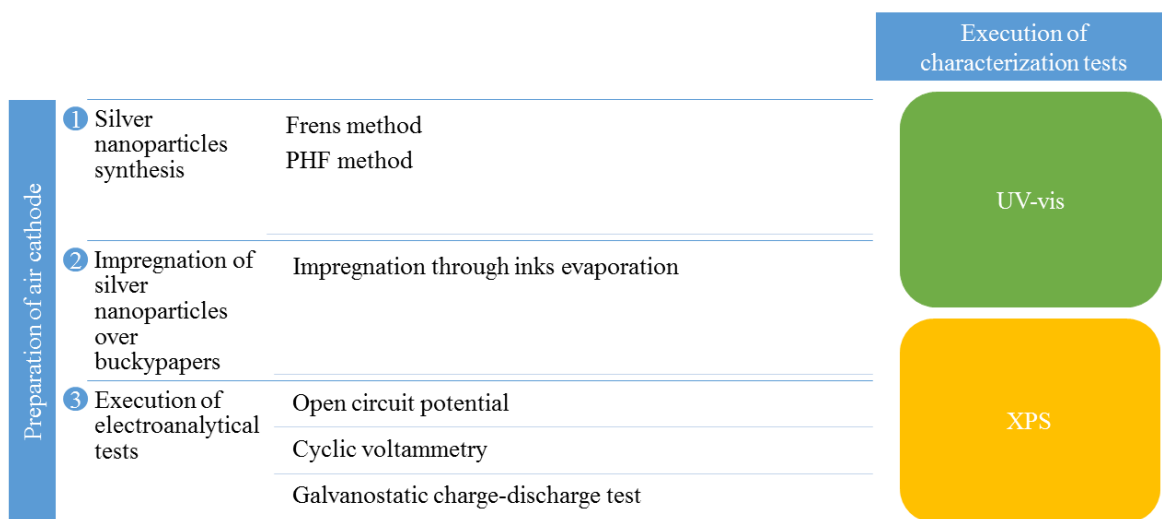 Execution of
characterization tests
Preparation of air cathode
1 Silver
nanoparticles
synthesis
Frens method
PHF method
UV-vis
2 Impregnation of
silver
nanoparticles
over
buckypapers
Impregnation through inks evaporation
3 Execution of
electroanalytical
tests
Open circuit potential
Cyclic voltammetry
Galvanostatic charge-discharge test
XPS